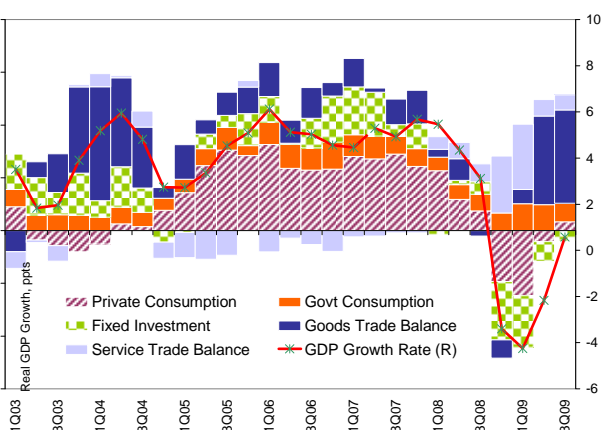 10
8
6
4
2
0
-2
-4
-6
Real GDP Growth, ppts
Private Consumption
Govt Consumption
Fixed Investment
Goods Trade Balance
Service Trade Balance
GDP Growth Rate (R)
1Q03
3Q03
1Q04
3Q04
1Q05
3Q05
1Q06
3Q06
1Q07
3Q07
1Q08
3Q08
1Q09
3Q09